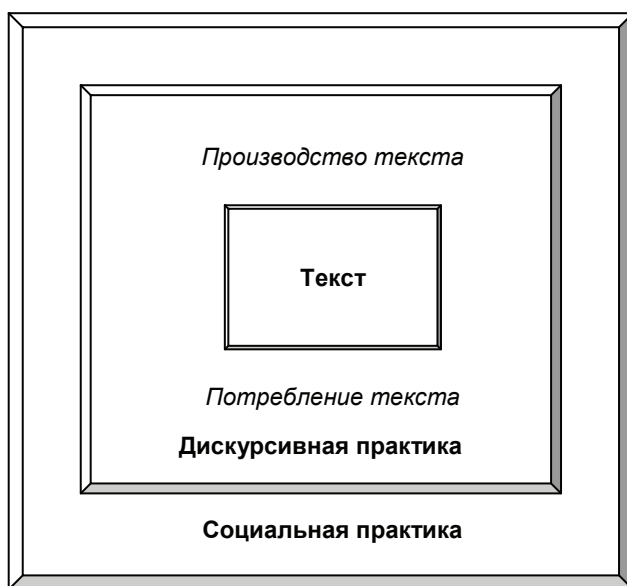 Производство текста
Текст
Потребление текста
Дискурсивная практика
Социальная практика